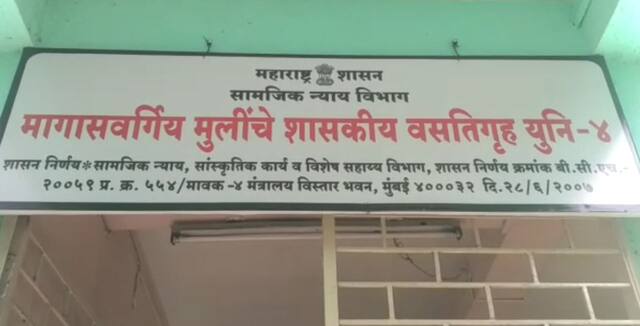 महाराष्ट्र शासन
सामजिक न्याय विभाग
मागासवर्गिय मुलींचे शासकीय वसतिगृह युनि-४
शासन निर्णय*सामजिक न्याय, सांस्कृतिक कार्य व विशेष सहाय्य विभाग, शासन निर्णय क्रमांक बी.सी.एच.-
२००५९ प्र. क्र. ५५४/मावक-४ मंत्रालय विस्तार भवन, मुंबई ४०००३२ दि.२८/६/२००७